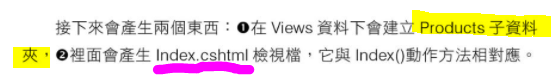 接下來會產生兩個東西：❶在 Views 資料下會建立 Products 子資料
夾，❷裡面會產生 Index.cshtml 檢視檔，它與 Index()動作方法相對應。